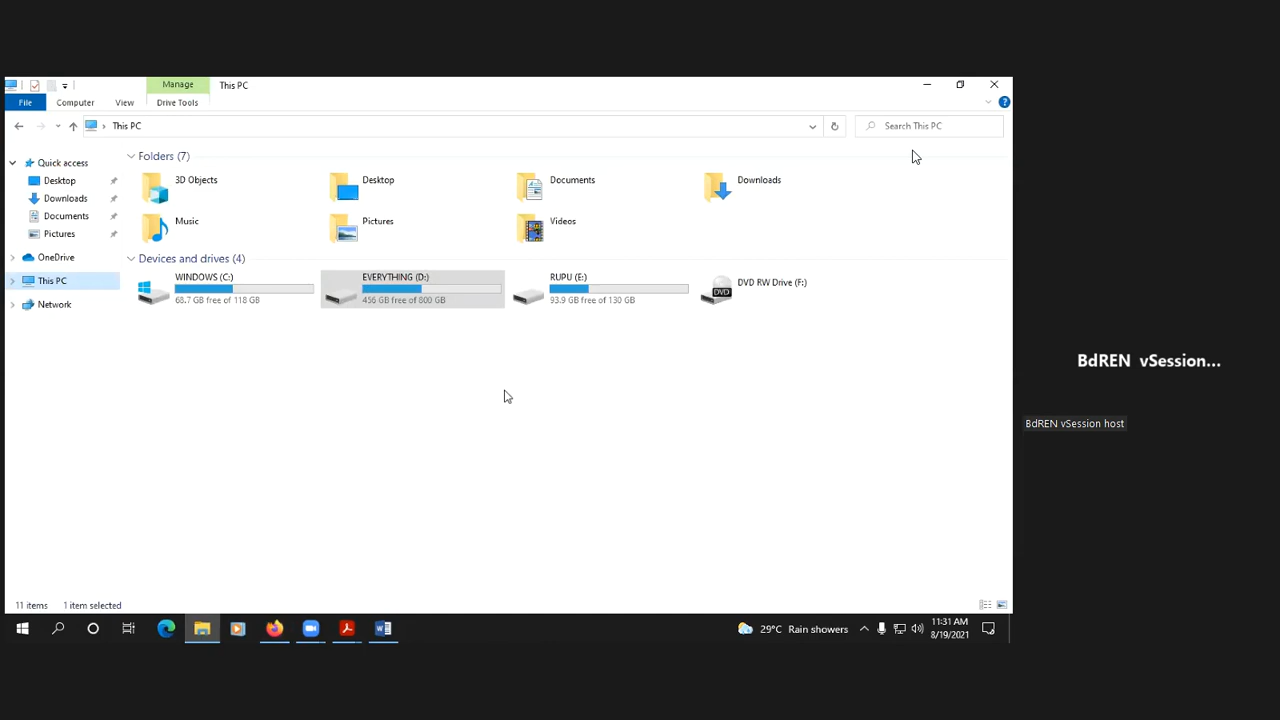 Manage
This PC
File
Computer
View
Drive Tools
This PC
Search This PC
Quick access
Desktop
Downloads
Documents
Pictures
OneDrive
This PC
Network
Folders (7)
3D Objects
Desktop
Documents
Downloads
Music
Pictures
Videos
Devices and drives (4)
WINDOWS (C:)
68.7 GB free of 118 GB
EVERYTHING (D:)
456 GB free of 800 GB
RUPU (E:)
93.9 GB free of 130 GB
DVD RW Drive (F:)
DVD
BdREN vSession...
BdREN vSession host
11 items
1 item selected
29°C Rain showers
11:31 AM
8/19/2021